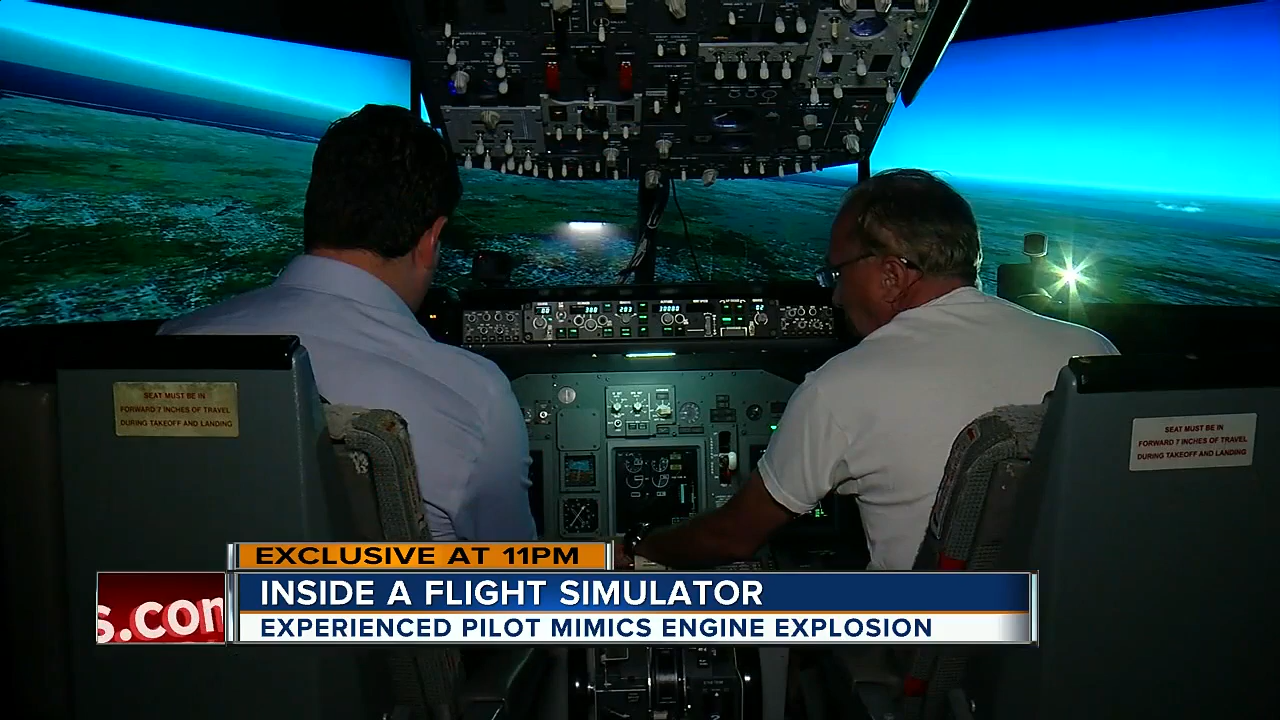 SEAT MUST BE IN
FORWARD 7 INCHES OF TRAVEL
DURING TAKEOFF AND LANDING
SEAT MUST BE IN
FORWARD 7 INCHES OF TRAVEL
DURING TAKEOFF AND LANDING
EXCLUSIVE AT 11PM
INSIDE A FLIGHT SIMULATOR
s.com
EXPERIENCED PILOT MIMICS ENGINE EXPLOSION